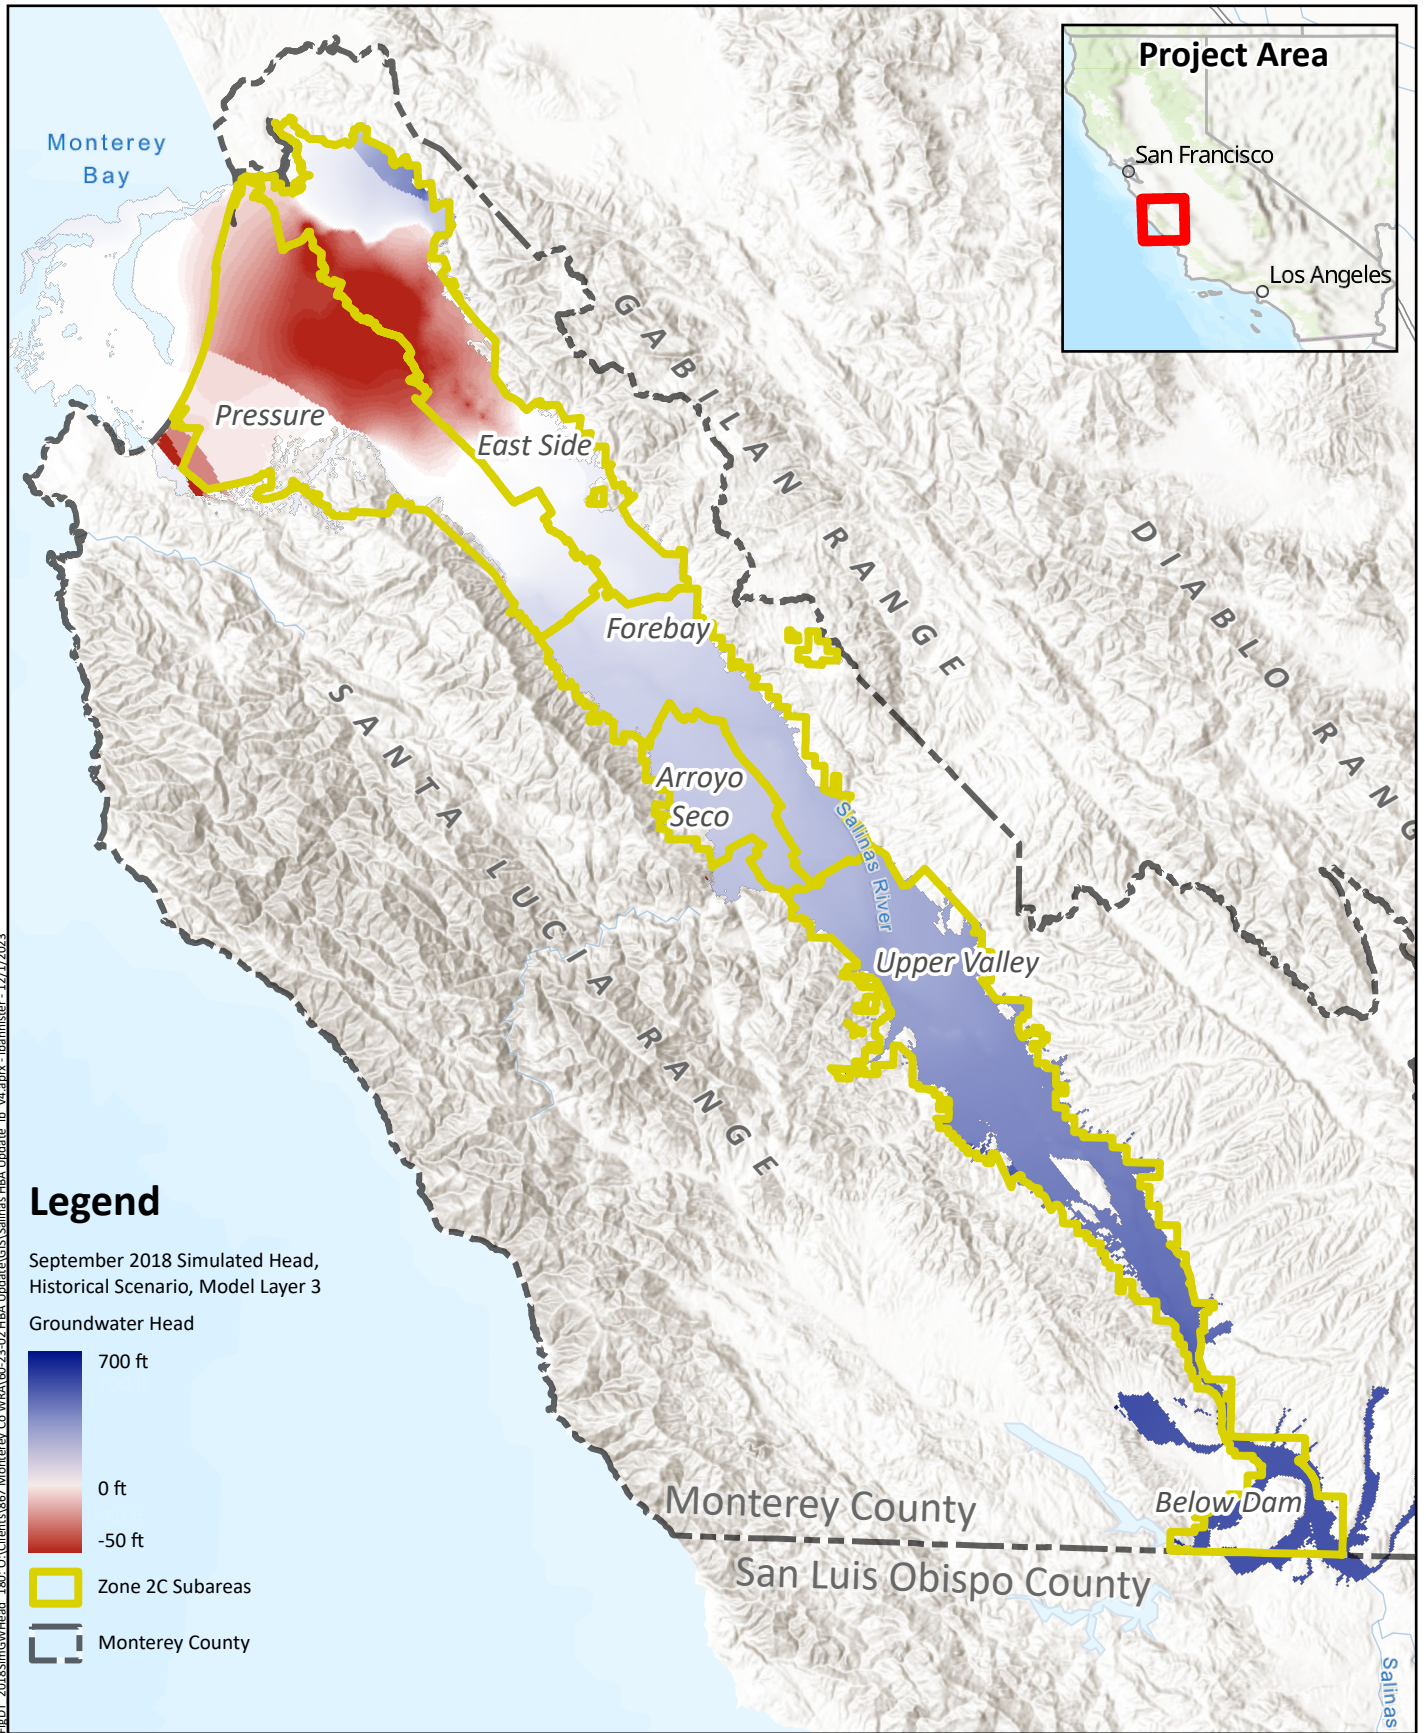 Project Area
San Francisco
Los Angeles
Monterey
Bay
GABILAN RANGE
DIABLO RANG
Pressure
East Side
Forebay
SANTA LUCIA RANGE
Arroyo
Seco
Salinas River
Upper Valley
Below Dam
Monterey County
San Luis Obispo County
Salinas
Legend
September 2018 Simulated Head,
Historical Scenario, Model Layer 3
Groundwater Head
700 ft
0 ft
-50 ft
Zone 2C Subareas
Monterey County